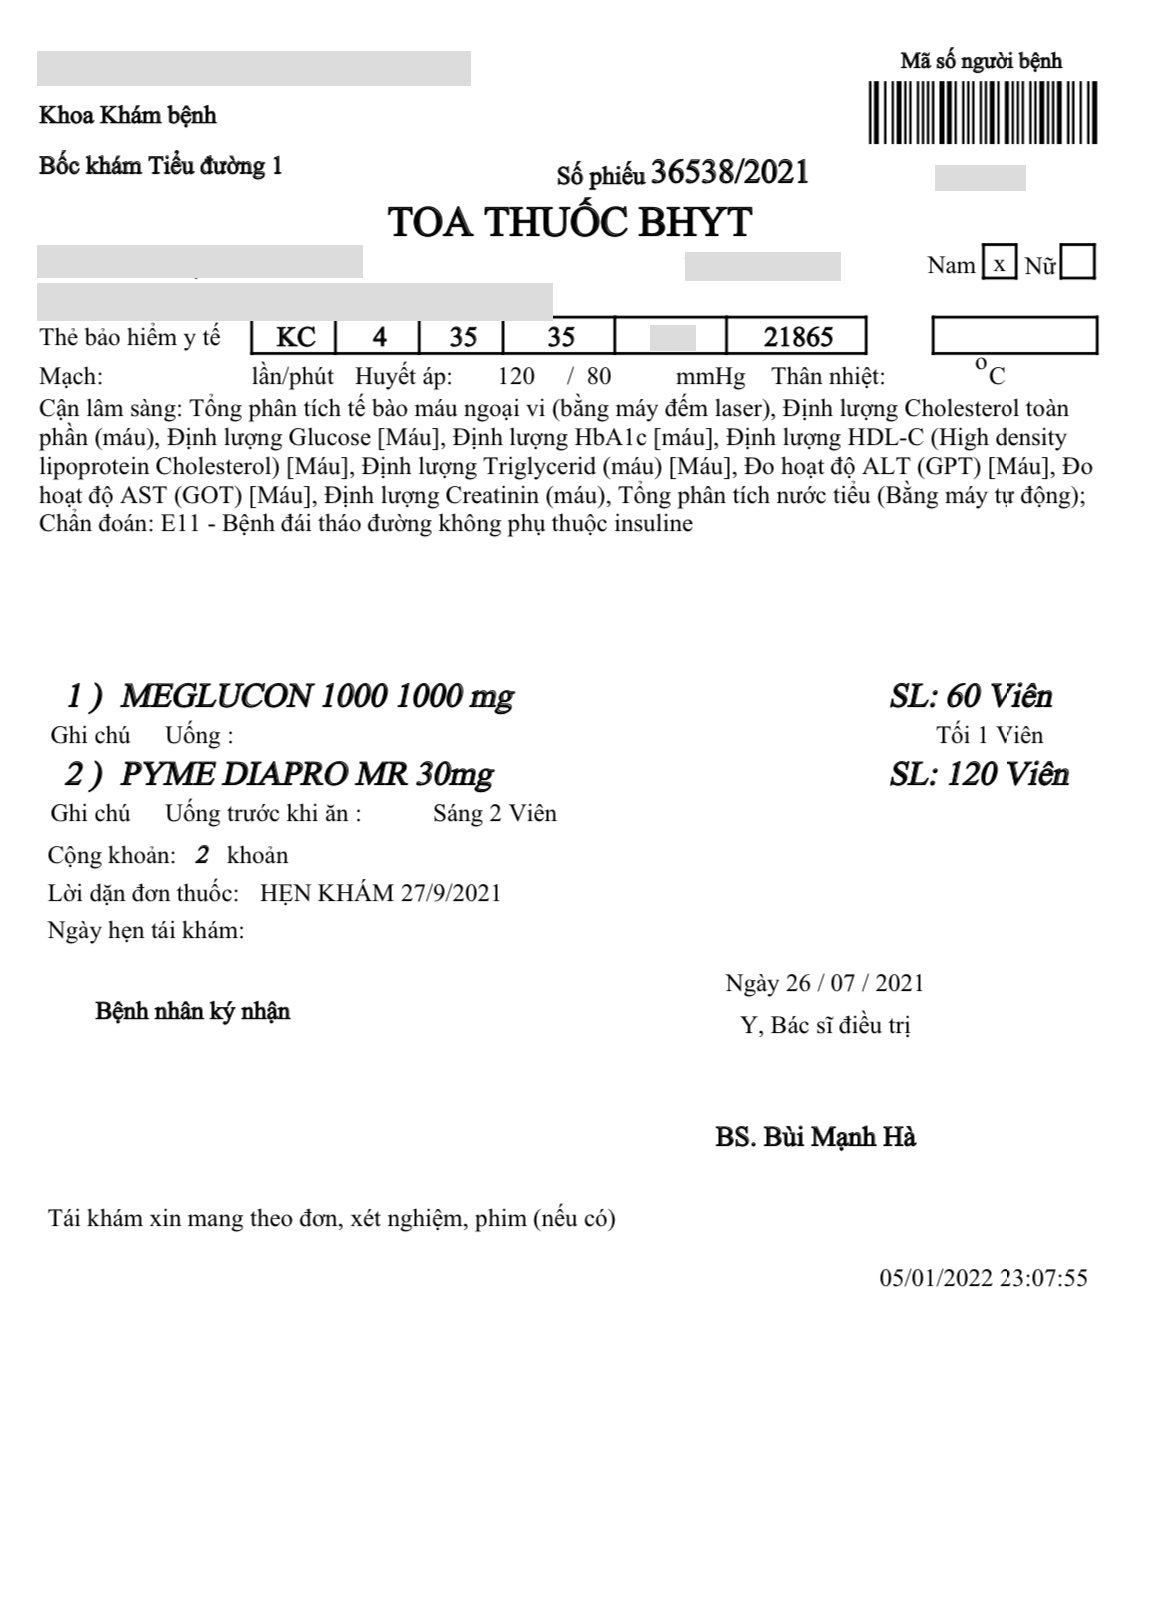 Mã số người bệnh
Khoa Khám bệnh
Bốc khám Tiểu đường 1
Số phiếu 36538/2021
TOA THUỐC BHYT
Nam x Nữ
Thẻ bảo hiểm y tế KC 4 35 35 21865
Mạch: lần/phút Huyết áp: 120 / 80 mmHg Thân nhiệt: °C
Cận lâm sàng: Tổng phân tích tế bào máu ngoại vi (bằng máy đếm laser), Định lượng Cholesterol toàn
phần (máu), Định lượng Glucose [Máu], Định lượng HbA1c [máu], Định lượng HDL-C (High density
lipoprotein Cholesterol) [Máu], Định lượng Triglycerid (máu) [Máu], Đo hoạt độ ALT (GPT) [Máu], Đo
hoạt độ AST (GOT) [Máu], Định lượng Creatinin (máu), Tổng phân tích nước tiểu (Bằng máy tự động);
Chẩn đoán: E11 - Bệnh đái tháo đường không phụ thuộc insuline
1 ) MEGLUCON 1000 1000 mg SL: 60 Viên
Ghi chú Uống : Tối 1 Viên
2 ) PYME DIAPRO MR 30mg SL: 120 Viên
Ghi chú Uống trước khi ăn : Sáng 2 Viên
Cộng khoản: 2 khoản
Lời dặn đơn thuốc: HẸN KHÁM 27/9/2021
Ngày hẹn tái khám:
Ngày 26 / 07 / 2021
Bệnh nhân ký nhận
Y, Bác sĩ điều trị
BS. Bùi Mạnh Hà
Tái khám xin mang theo đơn, xét nghiệm, phim (nếu có)
05/01/2022 23:07:55